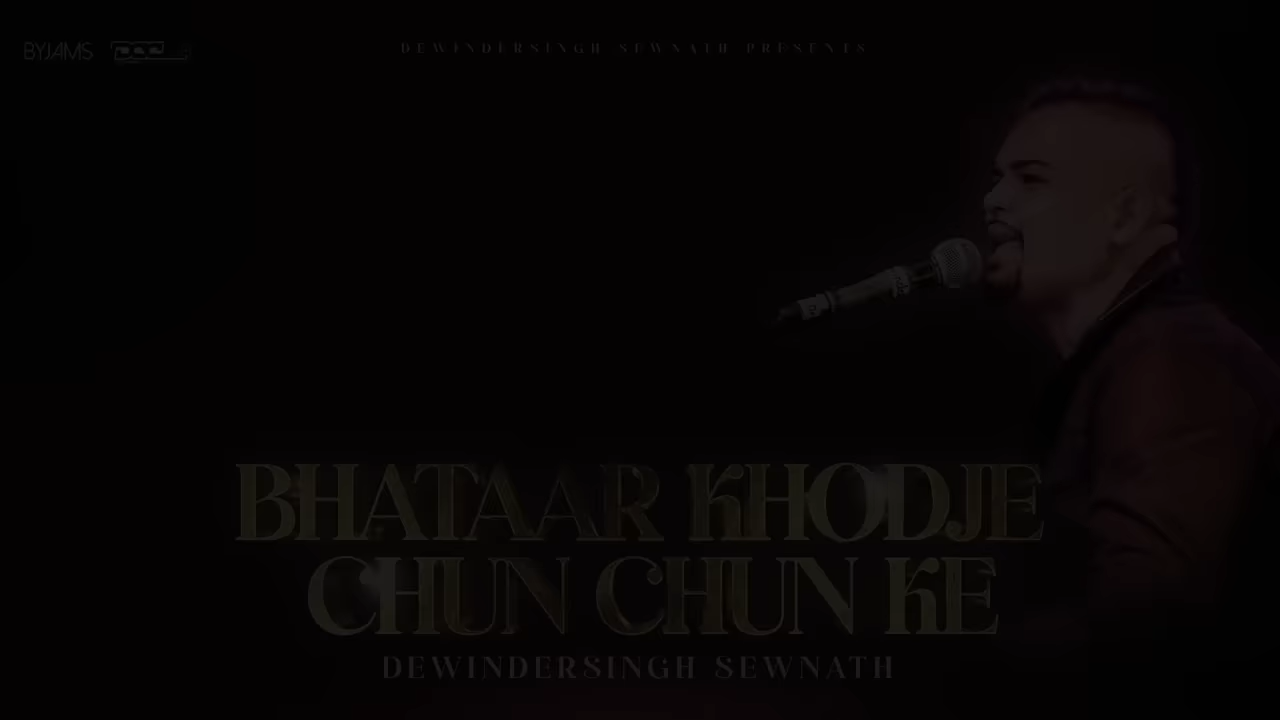 BYJAMS
DEWINDERSINGH SEWNATH PRESENTS
BHATAAR KHODJE
CHUN CHUN KE
DEWINDERSINGH SEWNATH